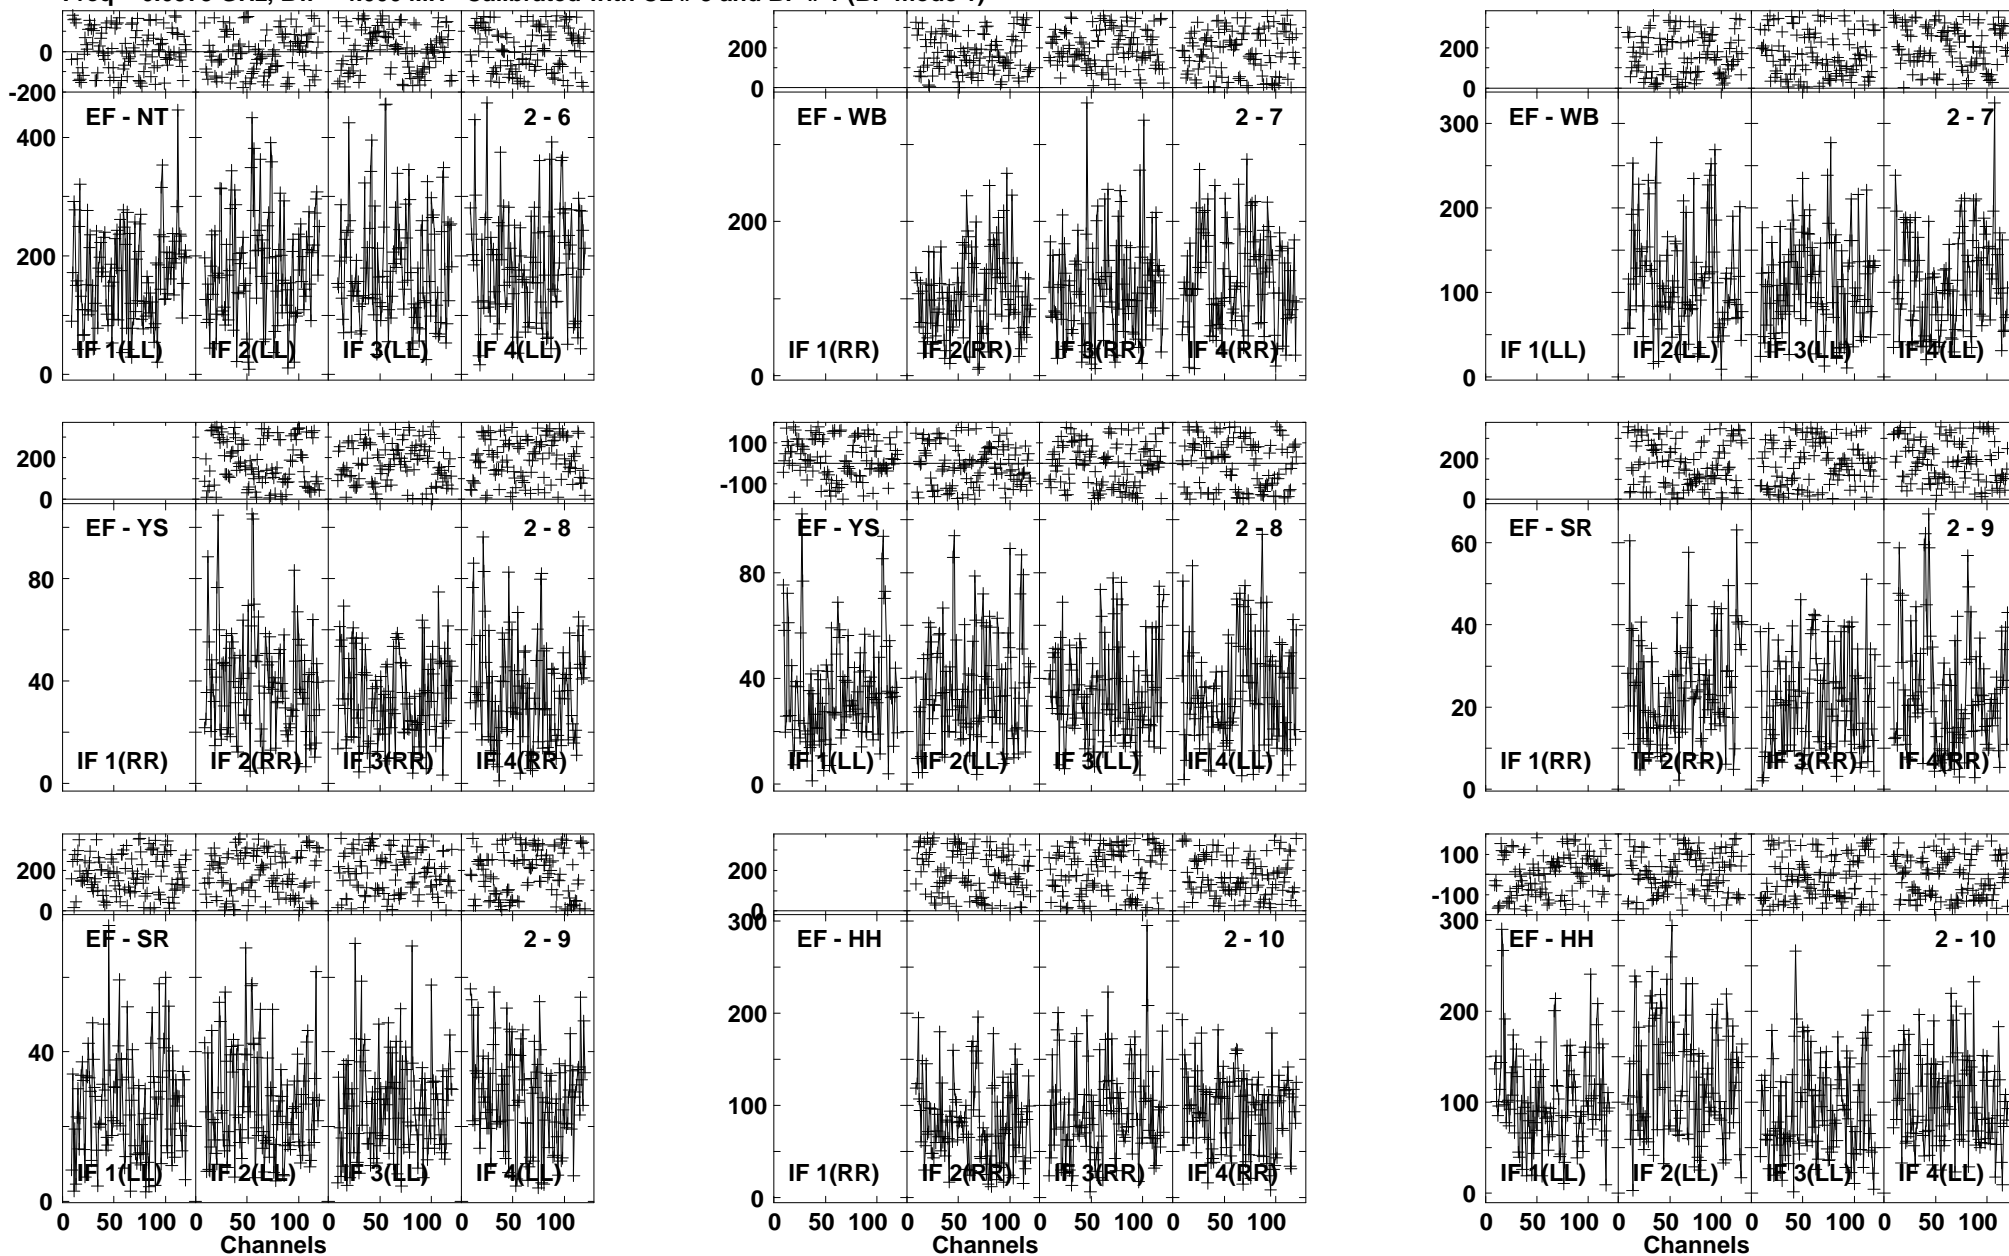 0
-200
EF - NT
2 - 6
400
200
0
IF 1(LL)
IF 2(LL)
IF 3(LL)
IF 4(LL)
200
0
EF - WB
2 - 7
200
0
IF 1(RR)
IF 2(RR)
IF 3(RR)
IF 4(RR)
200
0
EF - WB
2 - 7
300
200
100
0
IF 1(LL)
IF 2(LL)
IF 3(LL)
IF 4(LL)
200
0
EF - YS
2 - 8
80
40
0
IF 1(RR)
IF 2(RR)
IF 3(RR)
IF 4(RR)
100
-100
EF - YS
2 - 8
80
40
0
IF 1(LL)
IF 2(LL)
IF 3(LL)
IF 4(LL)
200
0
EF - SR
2 - 9
60
40
20
0
IF 1(RR)
IF 2(RR)
IF 3(RR)
IF 4(RR)
200
0
EF - SR
2 - 9
40
0
IF 1(LL)
IF 2(LL)
IF 3(LL)
IF 4(LL)
0 50 100 0 50 100 0 50 100 0 50 100
Channels
200
0
EF - HH
2 - 10
300
200
100
0
IF 1(RR)
IF 2(RR)
IF 3(RR)
IF 4(RR)
0 50 100 0 50 100 0 50 100 0 50 100
Channels
100
-100
EF - HH
2 - 10
300
200
100
0
IF 1(LL)
IF 2(LL)
IF 3(LL)
IF 4(LL)
0 50 100 0 50 100 0 50 100 0 50 100
Channels